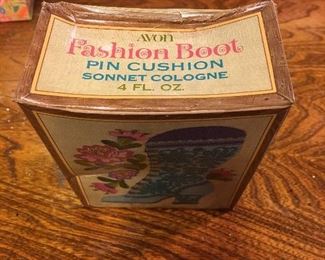 AVON
Fashion Boot
PIN CUSHION
SONNET COLOGNE
4 FL. OZ.